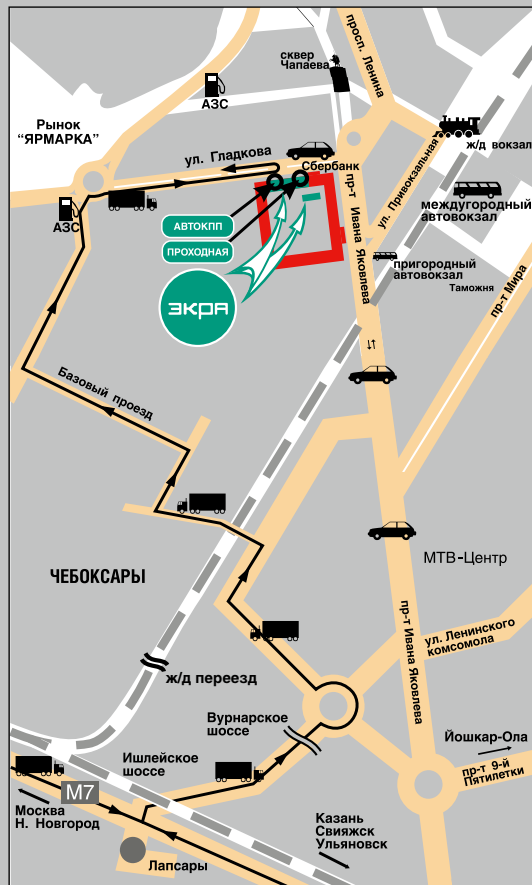 просп. Ленина
сквер
Чапаева
АЗС
Рынок
"ЯРМАРКА"
ул. Гладкова
Сбербанк
ж/д вокзал
ул. Привокзальная
междугородный
автовокзал
АЗС
АВТОКПП
ПРОХОДНАЯ
пр-т Ивана Яковлева
пригородный
автовокзал
Таможня
пр-т Мира
ЭКРА
Базовый проезд
МТВ-Центр
ЧЕБОКСАРЫ
ул. Ленинского
комсомола
пр-т Ивана Яковлева
ж/д переезд
Вурнарское
шоссе
Йошкар-Ола
Ишлейское
шоссе
пр-т 9-й
Пятилетки
М7
Москва
Н. Новгород
Казань
Свияжск
Ульяновск
Лапсары